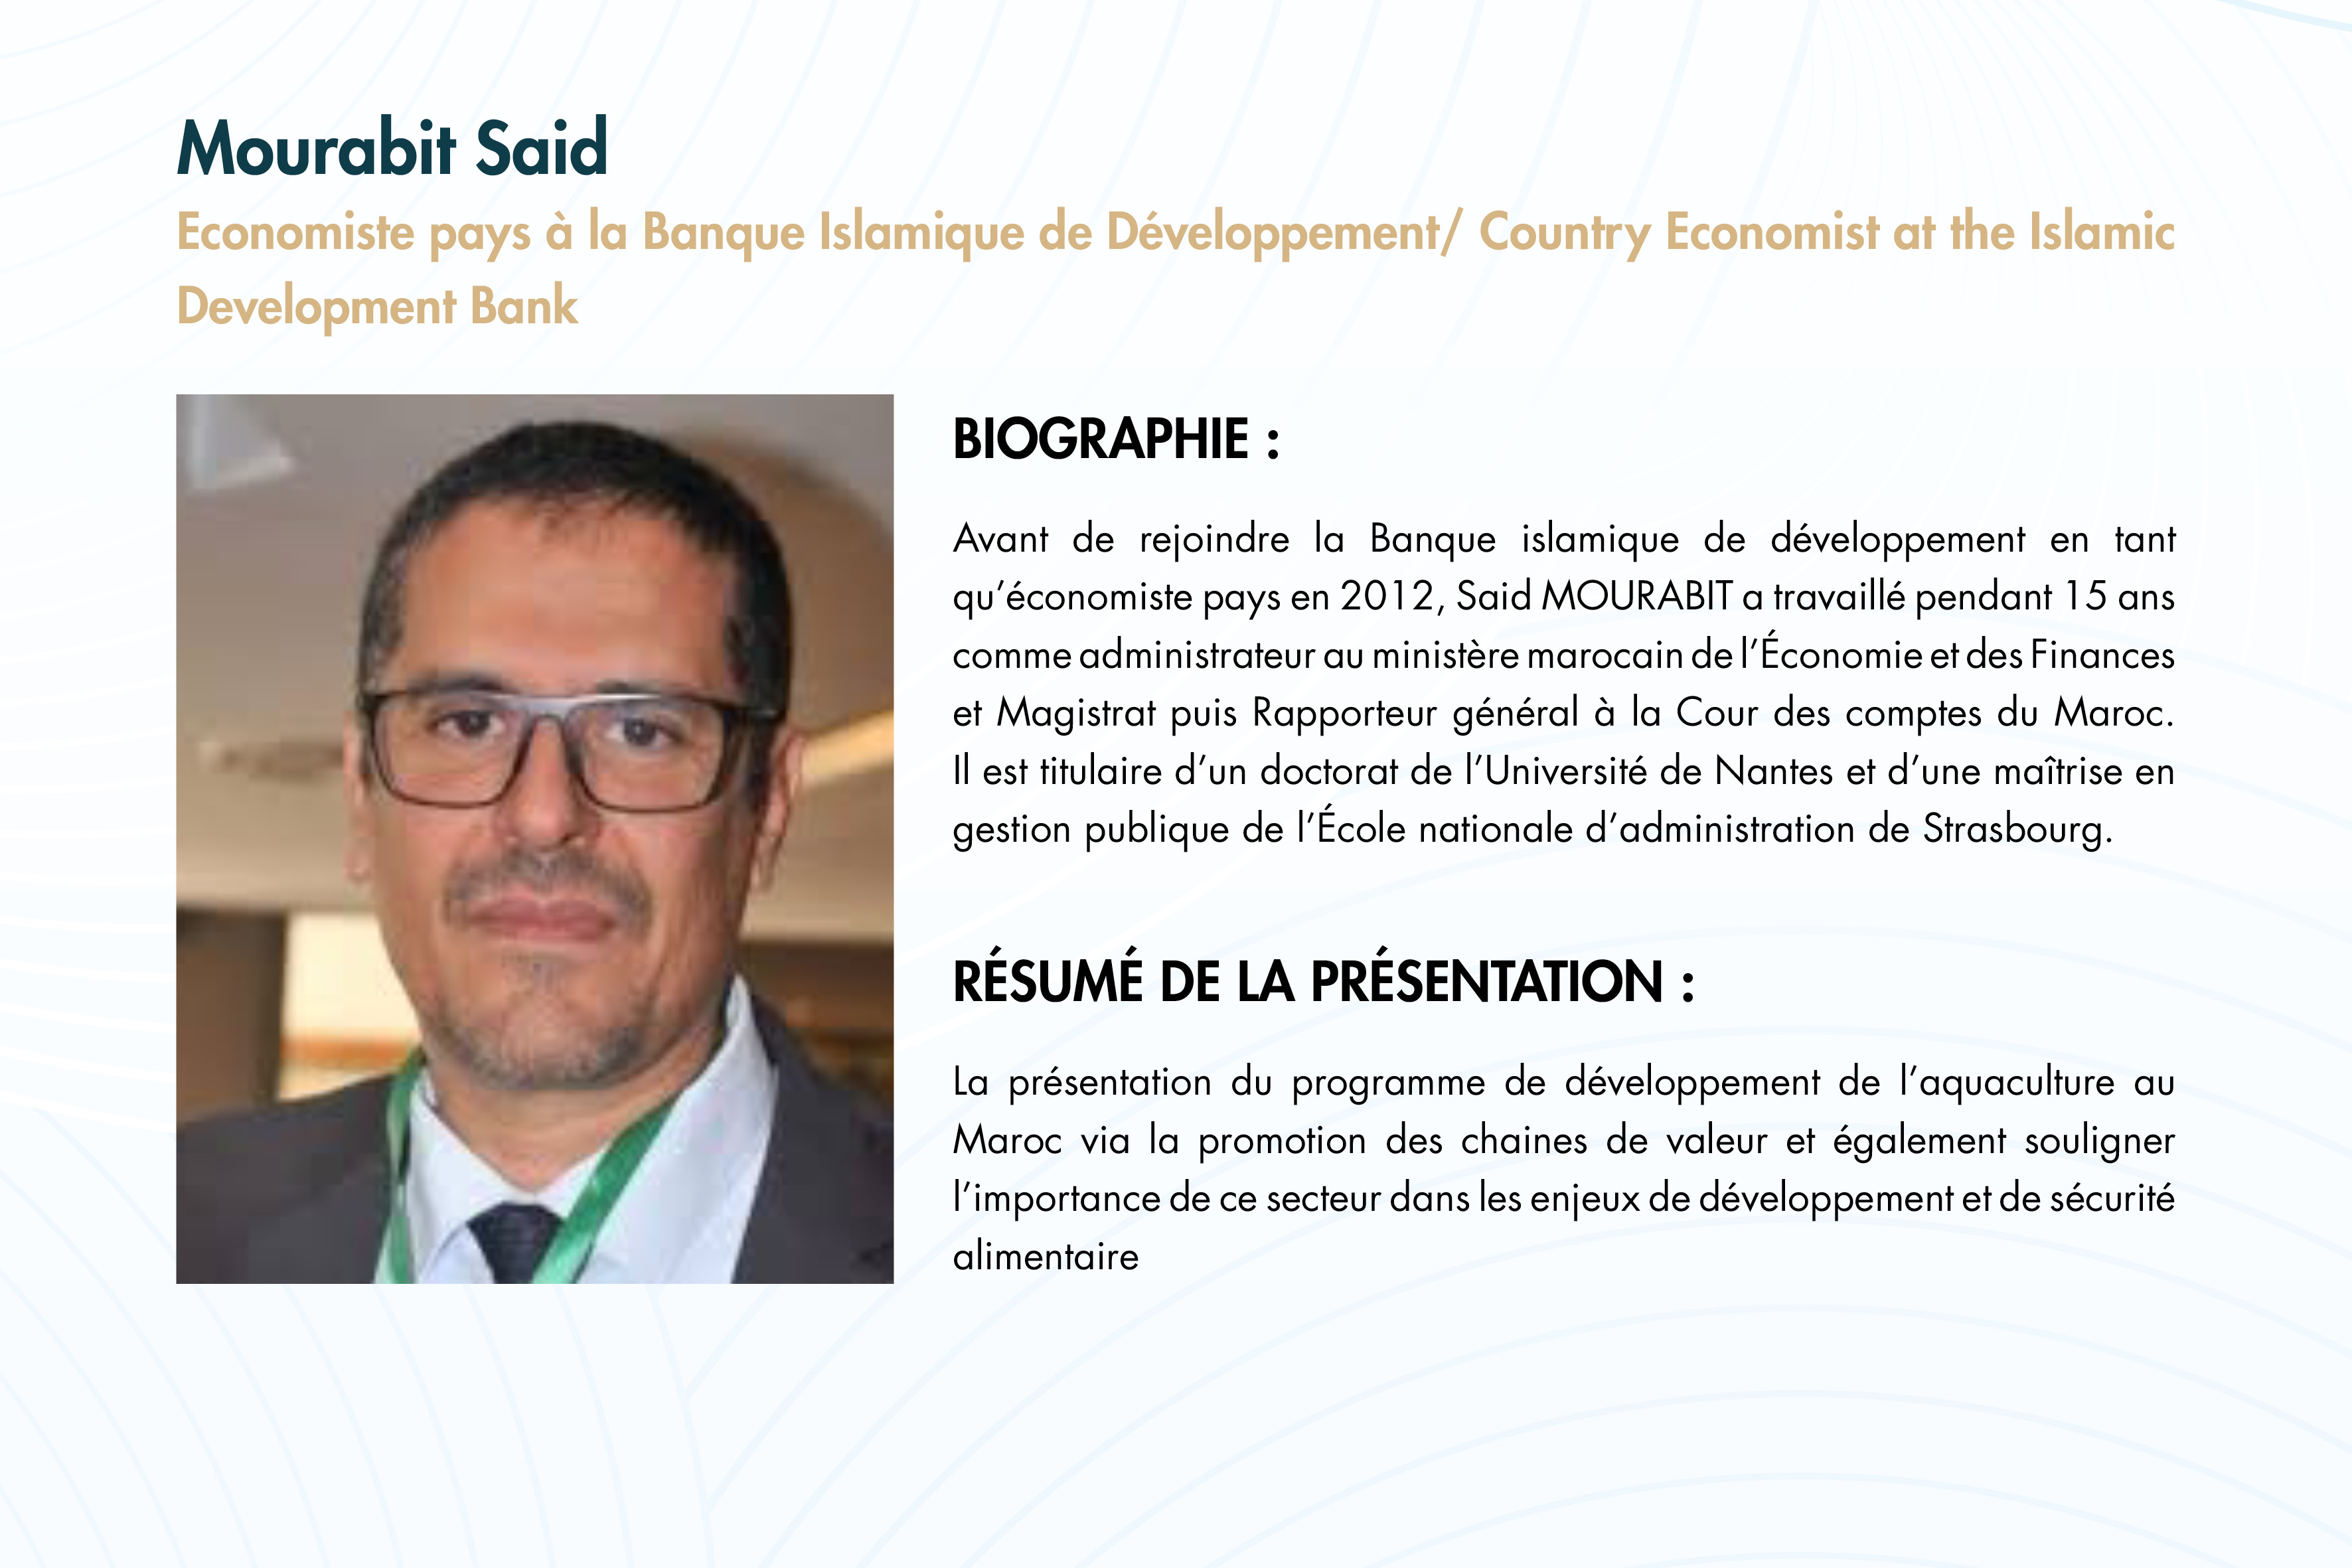 Mourabit Said
Economiste pays à la Banque Islamique de Développement/ Country Economist at the Islamic
Development Bank
BIOGRAPHIE :
Avant de rejoindre la Banque islamique de développement en tant
qu’économiste pays en 2012, Said MOURABIT a travaillé pendant 15 ans
comme administrateur au ministère marocain de l’Économie et des Finances
et Magistrat puis Rapporteur général à la Cour des comptes du Maroc.
Il est titulaire d’un doctorat de l’Université de Nantes et d’une maîtrise en
gestion publique de l’École nationale d’administration de Strasbourg.
RÉSUMÉ DE LA PRÉSENTATION :
La présentation du programme de développement de l’aquaculture au
Maroc via la promotion des chaines de valeur et également souligner
l’importance de ce secteur dans les enjeux de développement et de sécurité
alimentaire